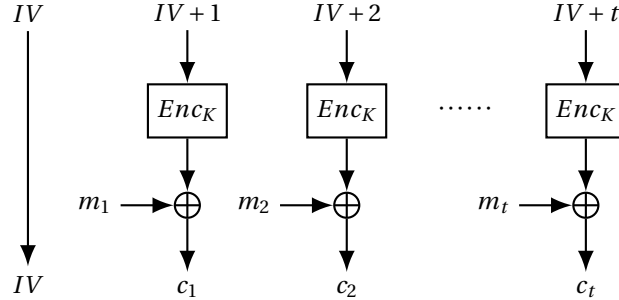 IV IV + 1 IV + 2 IV + t
Enc_K Enc_K ...... Enc_K
m_1 m_2 m_t
IV c_1 c_2 c_t